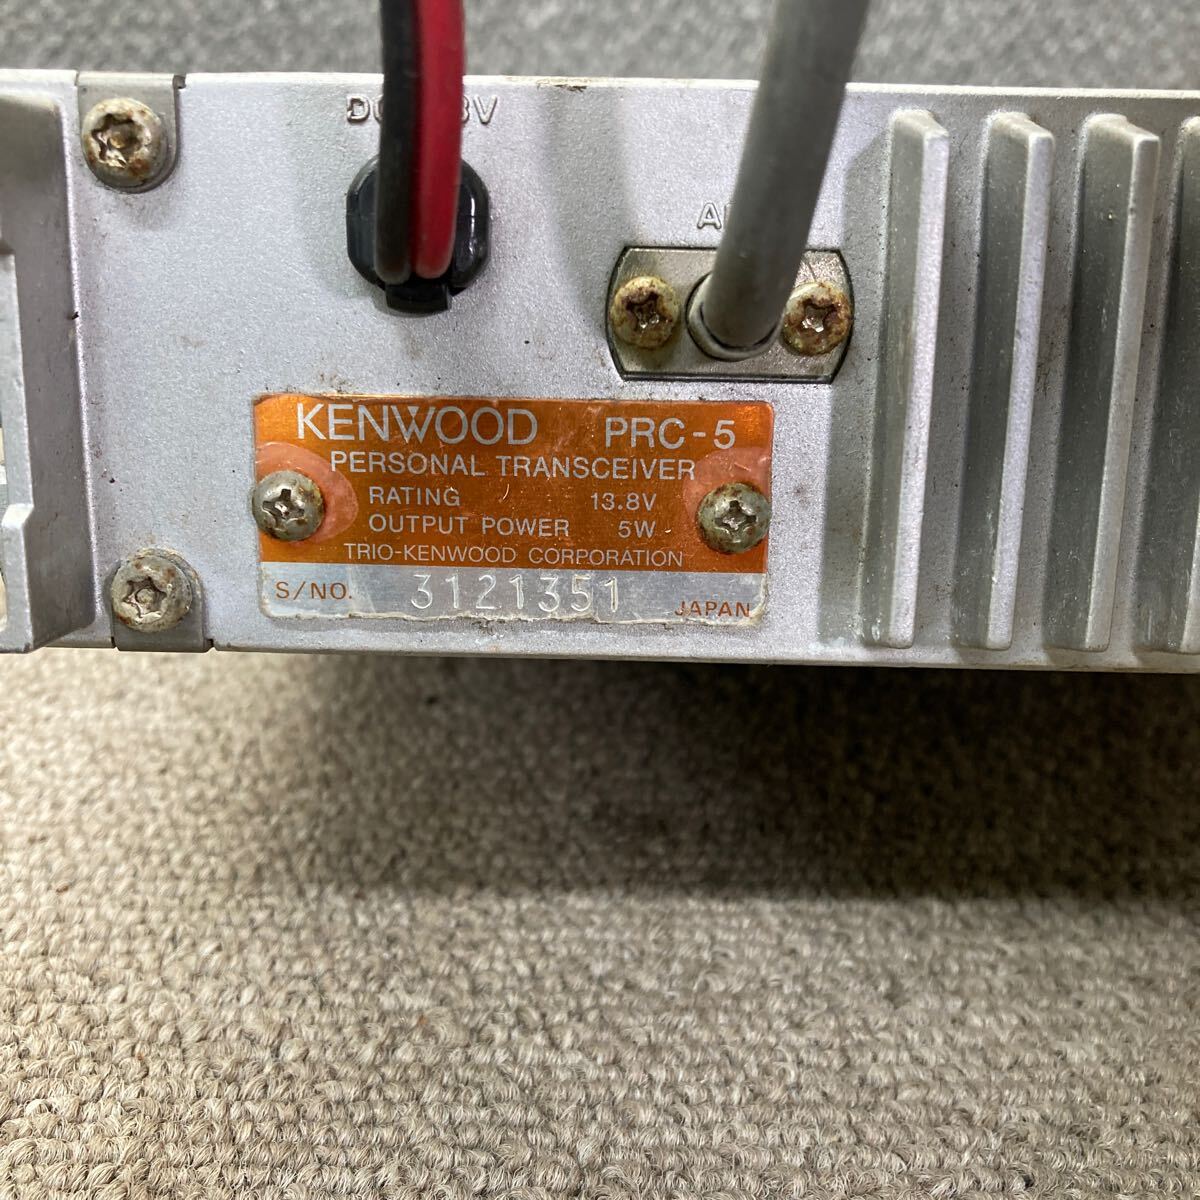 KENWOOD PRC-5
PERSONAL TRANSCEIVER
RATING 13.8V
OUTPUT POWER 5W
TRIO-KENWOOD CORPORATION
S/NO. 3121351 JAPAN